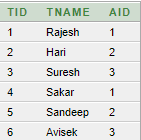 TID TNAME AID
1 Rajesh 1
2 Hari 2
3 Suresh 3
4 Sakar 1
5 Sandeep 2
6 Avisek 3